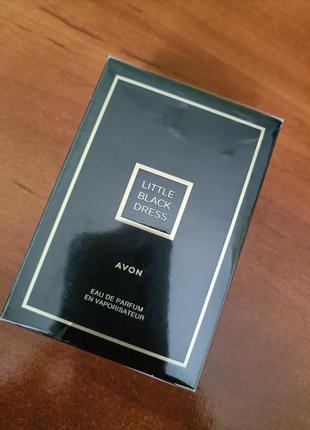 LITTLE
BLACK
DRESS
AVON
EAU DE PARFUM
EN VAPORISATEUR